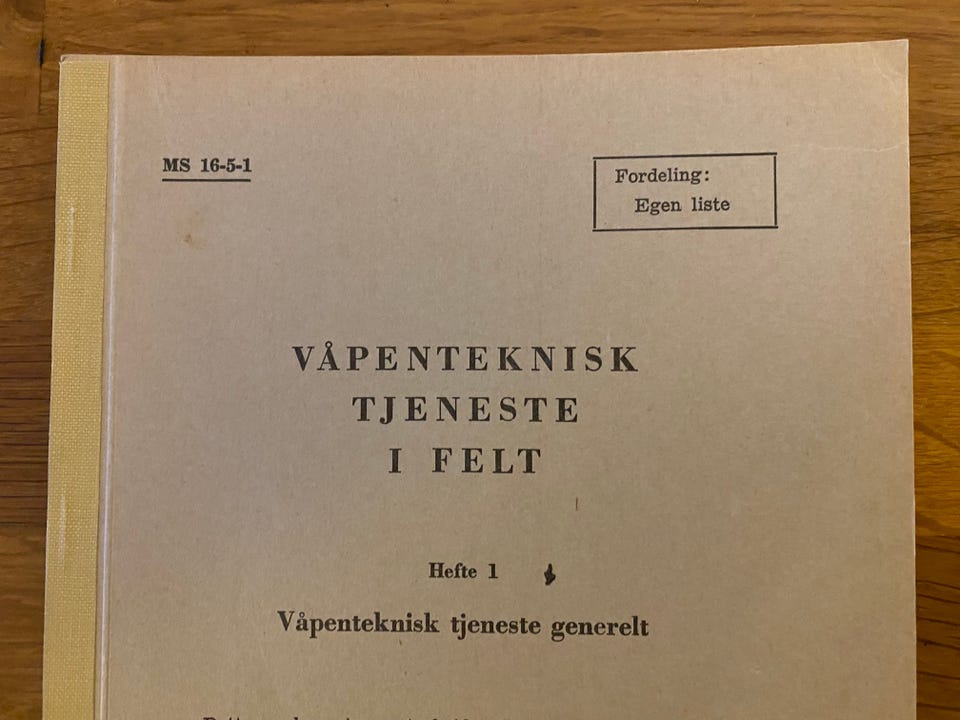 MS 16-5-1
Fordeling:
Egen liste
VÅPENTEKNISK
TJENESTE
I FELT
Hefte 1
Våpenteknisk tjeneste generelt